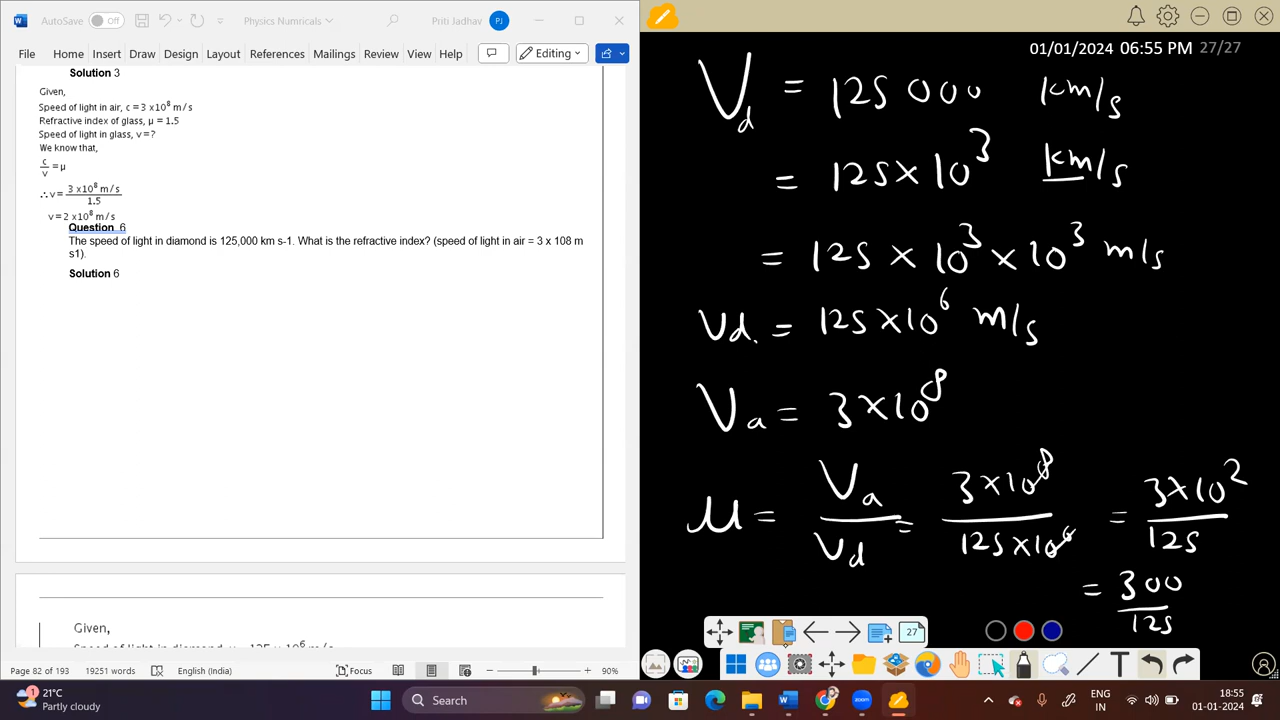 AutoSave Off Physics Numricals Priti Jadhav PJ
File Home Insert Draw Design Layout References Mailings Review View Help Editing
Solution 3
Given,
Speed of light in air, c = 3 x10⁸ m/s
Refractive index of glass, μ = 1.5
Speed of light in glass, v = ?
We know that,
c/v = μ
∴ v = 3 x10⁸ m/s / 1.5
v = 2 x10⁸ m/s
Question 6
The speed of light in diamond is 125,000 km s-1. What is the refractive index? (speed of light in air = 3 x 108 m
s1).
Solution 6
Given,
01/01/2024 06:55 PM 27/27
Vd = 125 000 km/s
= 125 × 10³ km/s
= 125 × 10³ × 10³ m/s
Vd. = 125 × 10⁶ m/s
Va = 3 × 10⁸
μ = Va/Vd = 3 × 10⁸ / 125 × 10⁶ = 3 × 10² / 125
= 300/125
27
words English (India) Focus 90%
1
21°C
Partly cloudy
Search
ENG
IN
18:55
01-01-2024